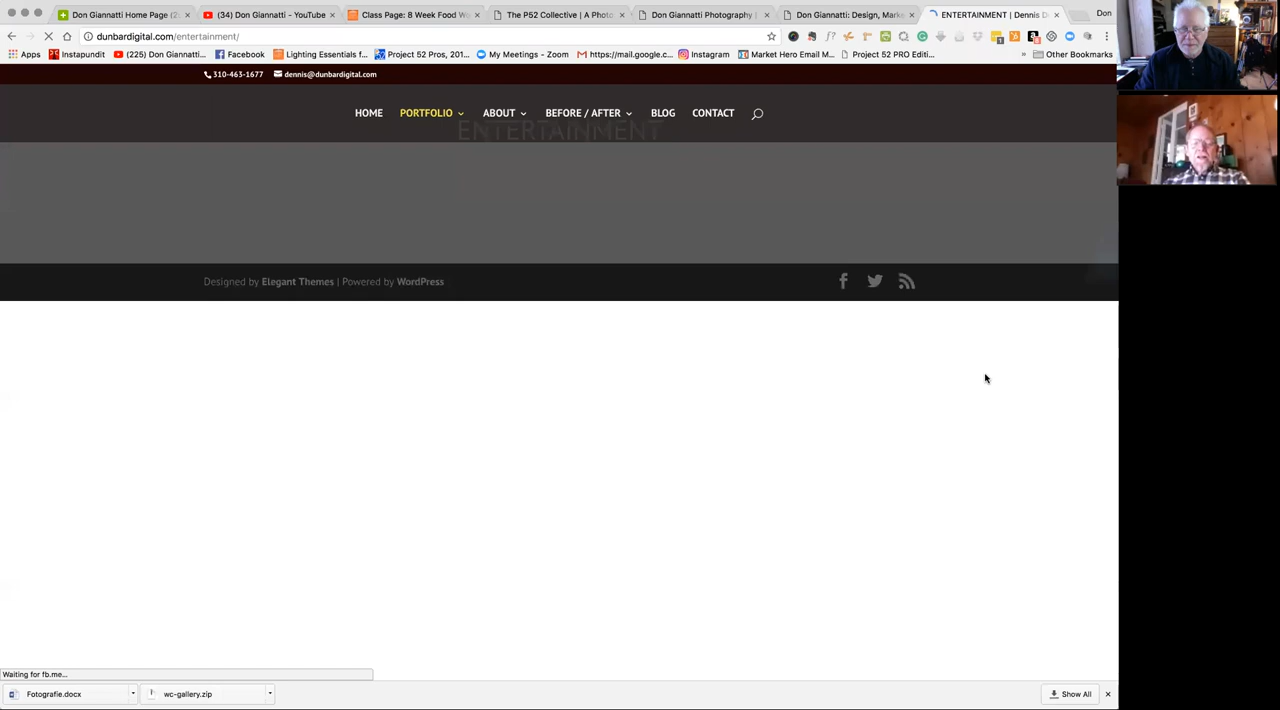 Don Giannatti Home Page (2
(34) Don Giannatti - YouTube
Class Page: 8 Week Food W
The P52 Collective | A Photo
Don Giannatti Photography |
Don Giannatti: Design, Marke
ENTERTAINMENT | Dennis D
Don
dunbardigital.com/entertainment/
Apps
Instapundit
(225) Don Giannatti...
Facebook
Lighting Essentials f...
Project 52 Pros, 201...
My Meetings - Zoom
https://mail.google.c...
Instagram
Market Hero Email M...
Project 52 PRO Editi...
Other Bookmarks
310-463-1677
dennis@dunbardigital.com
HOME
PORTFOLIO
ABOUT
BEFORE / AFTER
BLOG
CONTACT
ENTERTAINMENT
Designed by Elegant Themes | Powered by WordPress
Waiting for fb.me...
Fotografie.docx
wc-gallery.zip
Show All